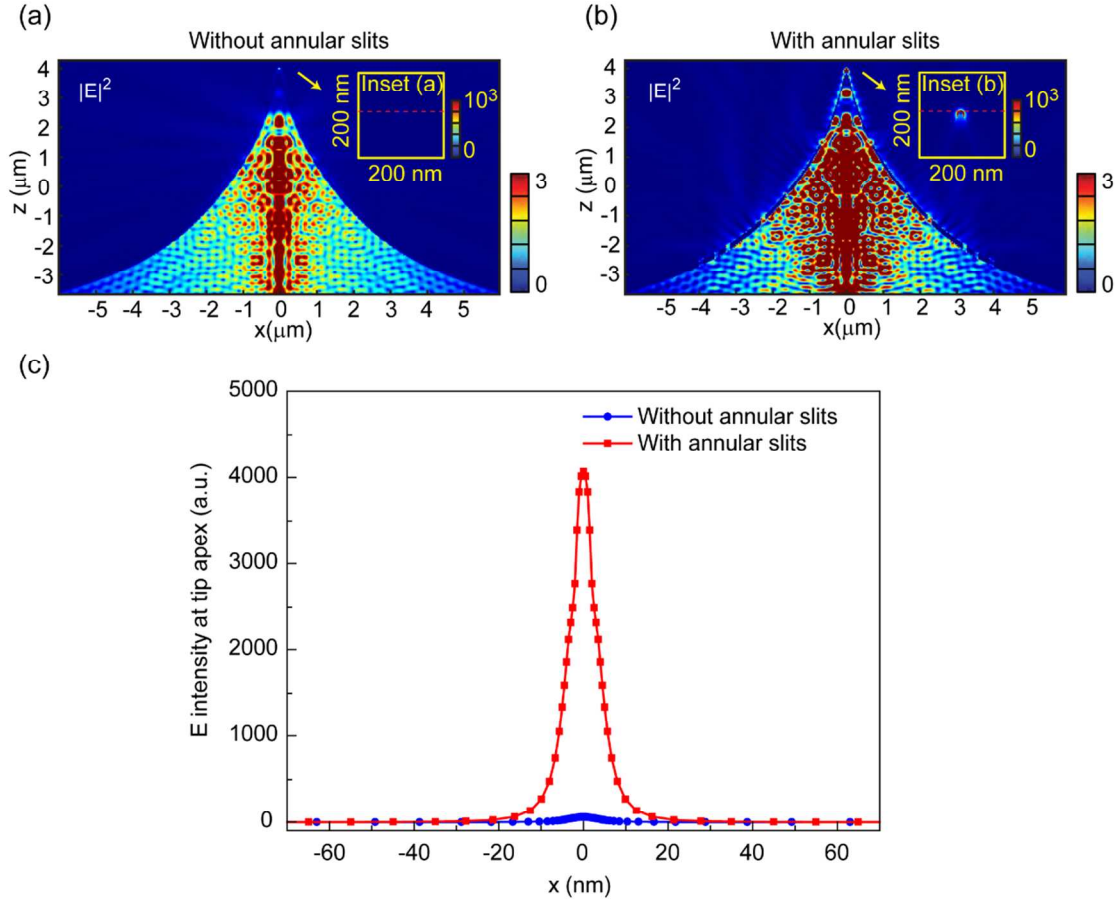 (a)
Without annular slits
|E|²
Inset (a)
10³
0
200 nm
200 nm
3
0
z (μm)
4
3
2
1
0
-1
-2
-3
-5 -4 -3 -2 -1 0 1 2 3 4 5
x(μm)
(b)
With annular slits
|E|²
Inset (b)
10³
0
200 nm
200 nm
3
0
z (μm)
4
3
2
1
0
-1
-2
-3
-5 -4 -3 -2 -1 0 1 2 3 4 5
x(μm)
(c)
E intensity at tip apex (a.u.)
5000
4000
3000
2000
1000
0
Without annular slits
With annular slits
-60 -40 -20 0 20 40 60
x (nm)